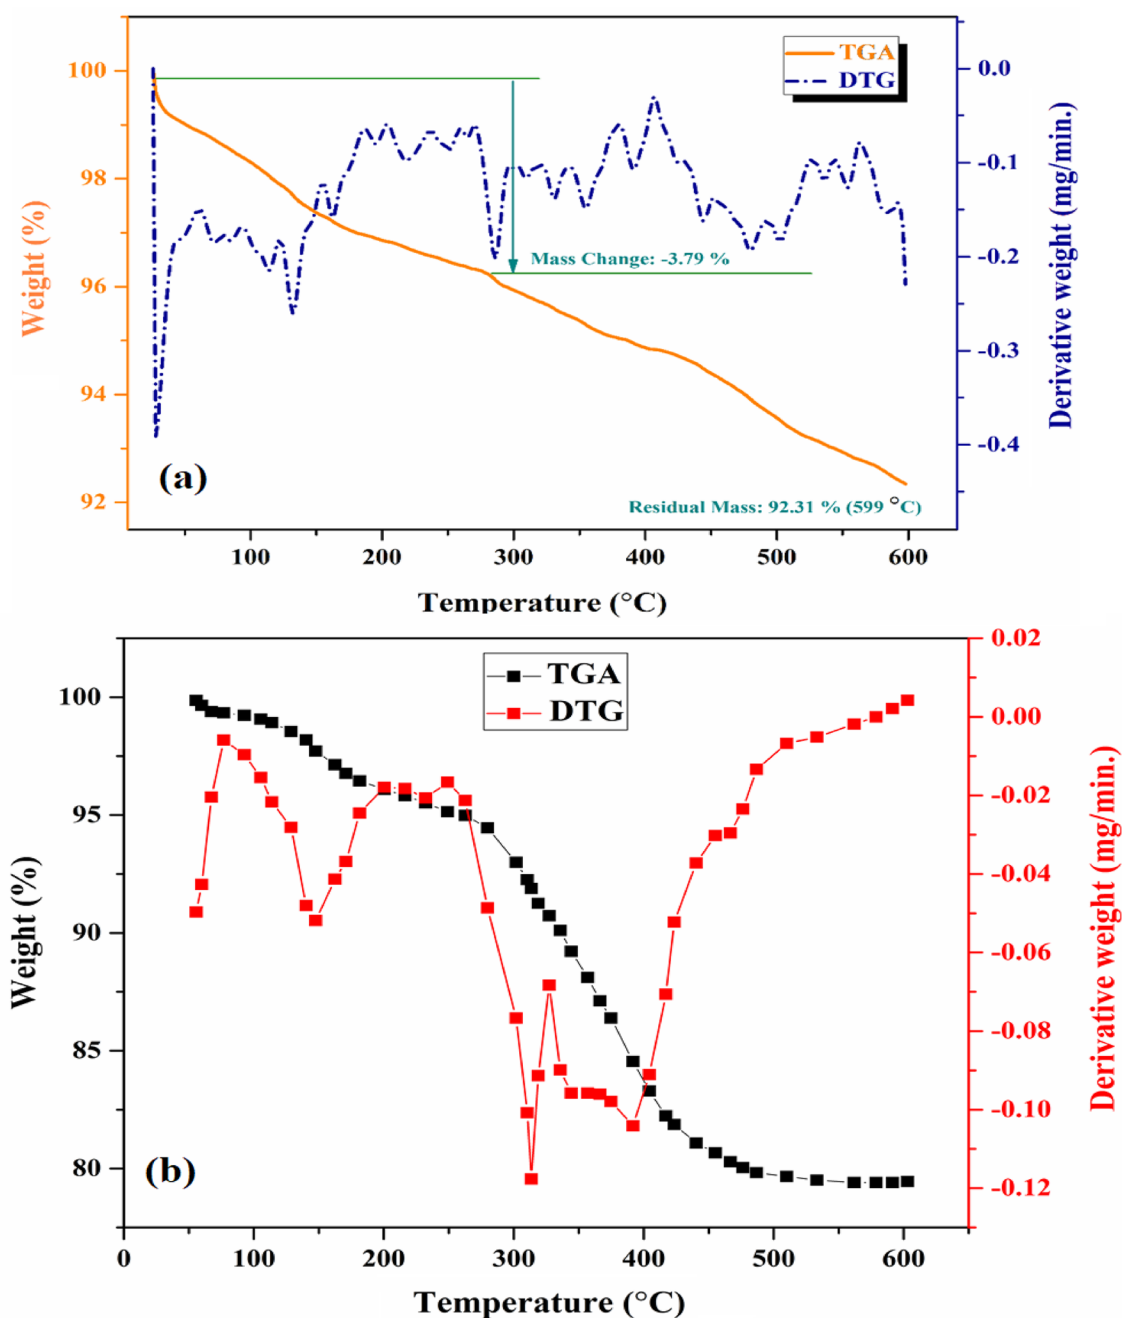 TGA
DTG
100
98
96
94
92
Weight (%)
0.0
-0.1
-0.2
-0.3
-0.4
Derivative weight (mg/min.)
Mass Change: -3.79 %
(a)
Residual Mass: 92.31 % (599 °C)
100 200 300 400 500 600
Temperature (°C)
TGA
DTG
100
95
90
85
80
Weight (%)
0.02
0.00
-0.02
-0.04
-0.06
-0.08
-0.10
-0.12
Derivative weight (mg/min.)
(b)
0 100 200 300 400 500 600
Temperature (°C)